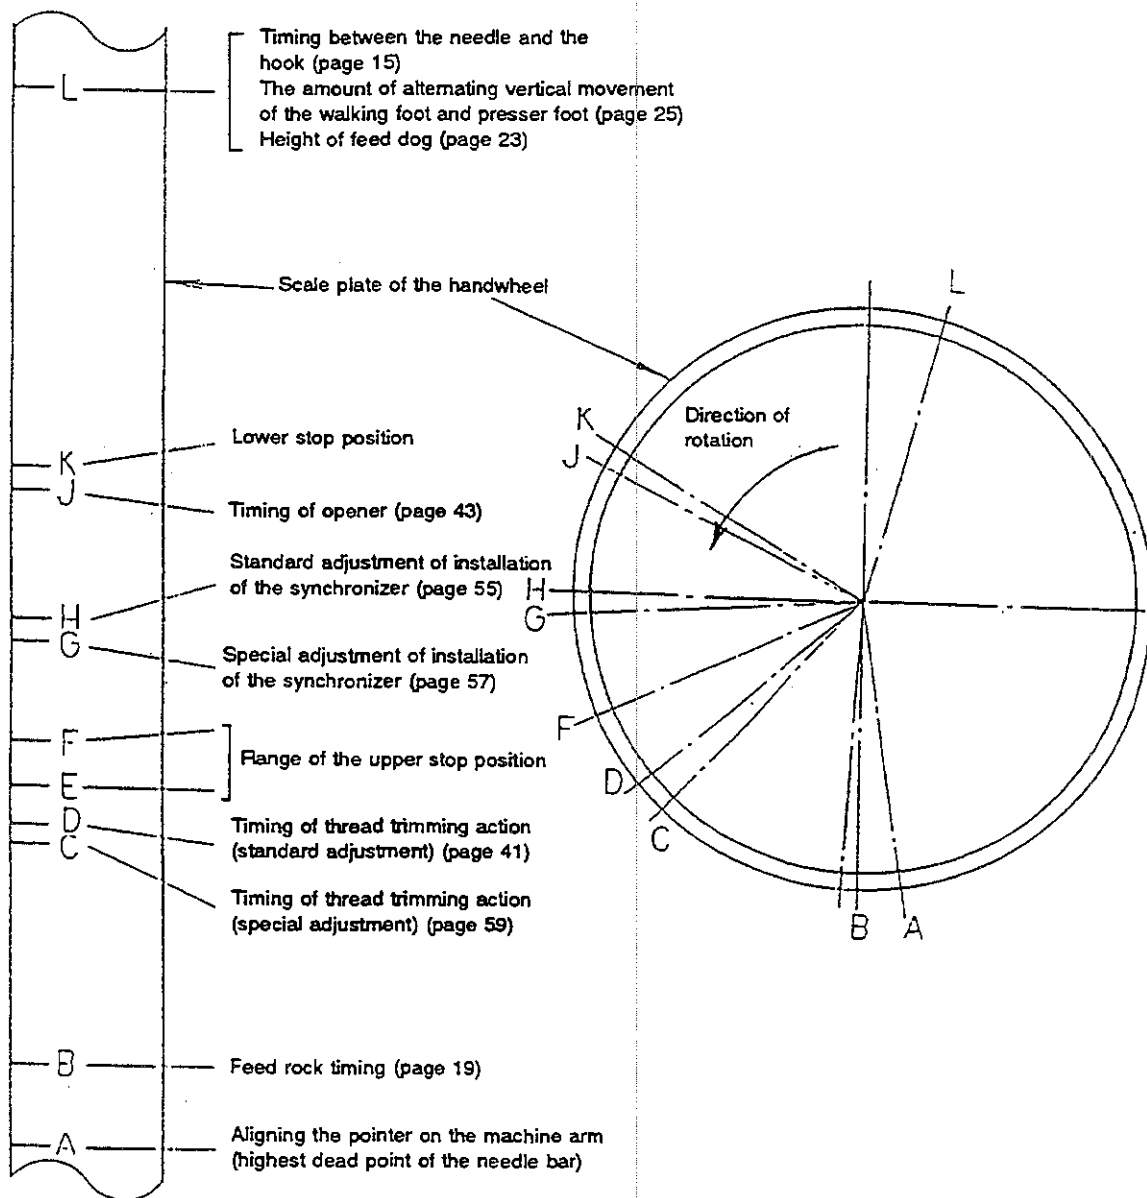 L
Timing between the needle and the
hook (page 15)
The amount of alternating vertical movement
of the walking foot and presser foot (page 25)
Height of feed dog (page 23)
Scale plate of the handwheel
K
Lower stop position
J
Timing of opener (page 43)
H
Standard adjustment of installation
of the synchronizer (page 55)
G
Special adjustment of installation
of the synchronizer (page 57)
F
E
Range of the upper stop position
D
Timing of thread trimming action
(standard adjustment) (page 41)
C
Timing of thread trimming action
(special adjustment) (page 59)
B
Feed rock timing (page 19)
A
Aligning the pointer on the machine arm
(highest dead point of the needle bar)
L
Direction of
rotation
K
J
H
G
F
D
C
B
A